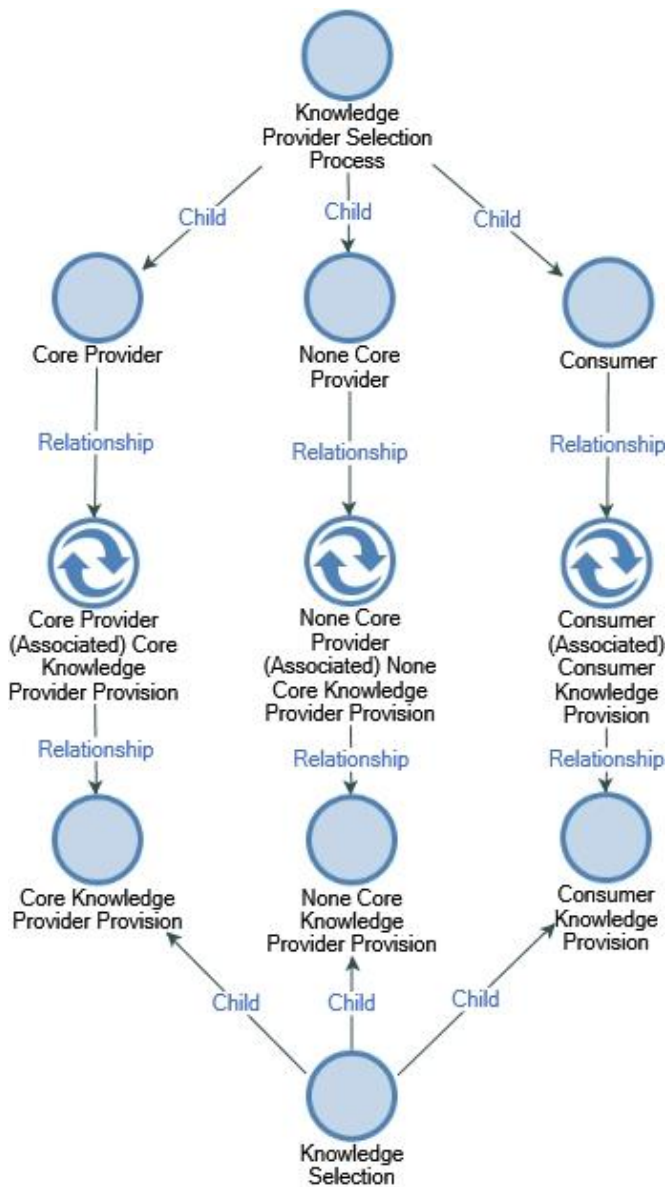 Knowledge
Provider Selection
Process
Child
Child
Child
Core Provider
None Core
Provider
Consumer
Relationship
Relationship
Relationship
Core Provider
(Associated) Core
Knowledge
Provider Provision
None Core
Provider
(Associated) None
Core Knowledge
Provider Provision
Consumer
(Associated)
Consumer
Knowledge
Provision
Relationship
Relationship
Relationship
Core Knowledge
Provider Provision
None Core
Knowledge
Provider Provision
Consumer
Knowledge
Provision
Child
Child
Child
Knowledge
Selection